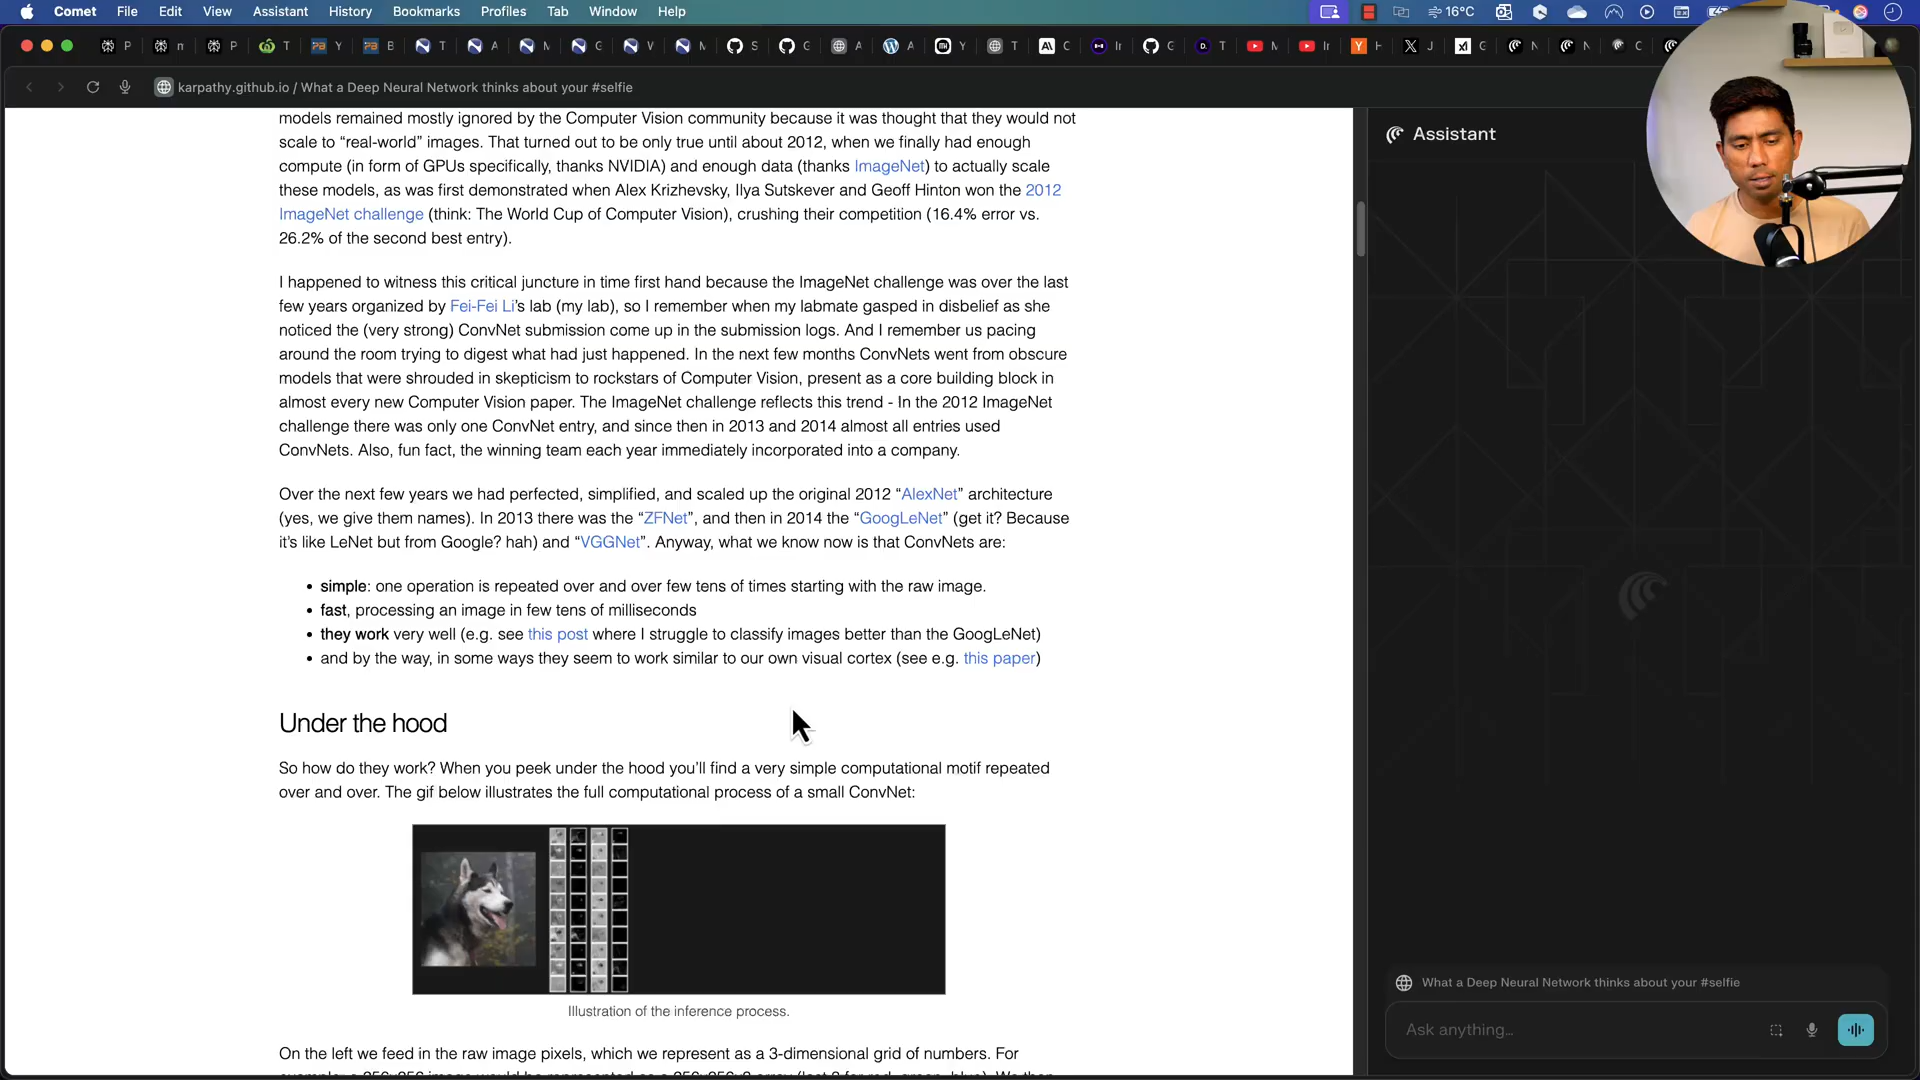 Comet File Edit View Assistant History Bookmarks Profiles Tab Window Help 16°C
P n P T Y B T A M G V M S G A A Y T C Ir G T M Ir H J G N N C
karpathy.github.io / What a Deep Neural Network thinks about your #selfie
models remained mostly ignored by the Computer Vision community because it was thought that they would not
scale to “real-world” images. That turned out to be only true until about 2012, when we finally had enough
compute (in form of GPUs specifically, thanks NVIDIA) and enough data (thanks ImageNet) to actually scale
these models, as was first demonstrated when Alex Krizhevsky, Ilya Sutskever and Geoff Hinton won the 2012
ImageNet challenge (think: The World Cup of Computer Vision), crushing their competition (16.4% error vs.
26.2% of the second best entry).
I happened to witness this critical juncture in time first hand because the ImageNet challenge was over the last
few years organized by Fei-Fei Li’s lab (my lab), so I remember when my labmate gasped in disbelief as she
noticed the (very strong) ConvNet submission come up in the submission logs. And I remember us pacing
around the room trying to digest what had just happened. In the next few months ConvNets went from obscure
models that were shrouded in skepticism to rockstars of Computer Vision, present as a core building block in
almost every new Computer Vision paper. The ImageNet challenge reflects this trend - In the 2012 ImageNet
challenge there was only one ConvNet entry, and since then in 2013 and 2014 almost all entries used
ConvNets. Also, fun fact, the winning team each year immediately incorporated into a company.
Over the next few years we had perfected, simplified, and scaled up the original 2012 “AlexNet” architecture
(yes, we give them names). In 2013 there was the “ZFNet”, and then in 2014 the “GoogLeNet” (get it? Because
it’s like LeNet but from Google? hah) and “VGGNet”. Anyway, what we know now is that ConvNets are:
• simple: one operation is repeated over and over few tens of times starting with the raw image.
• fast, processing an image in few tens of milliseconds
• they work very well (e.g. see this post where I struggle to classify images better than the GoogLeNet)
• and by the way, in some ways they seem to work similar to our own visual cortex (see e.g. this paper)
Under the hood
So how do they work? When you peek under the hood you’ll find a very simple computational motif repeated
over and over. The gif below illustrates the full computational process of a small ConvNet:
Illustration of the inference process.
On the left we feed in the raw image pixels, which we represent as a 3-dimensional grid of numbers. For
Assistant
What a Deep Neural Network thinks about your #selfie
Ask anything…